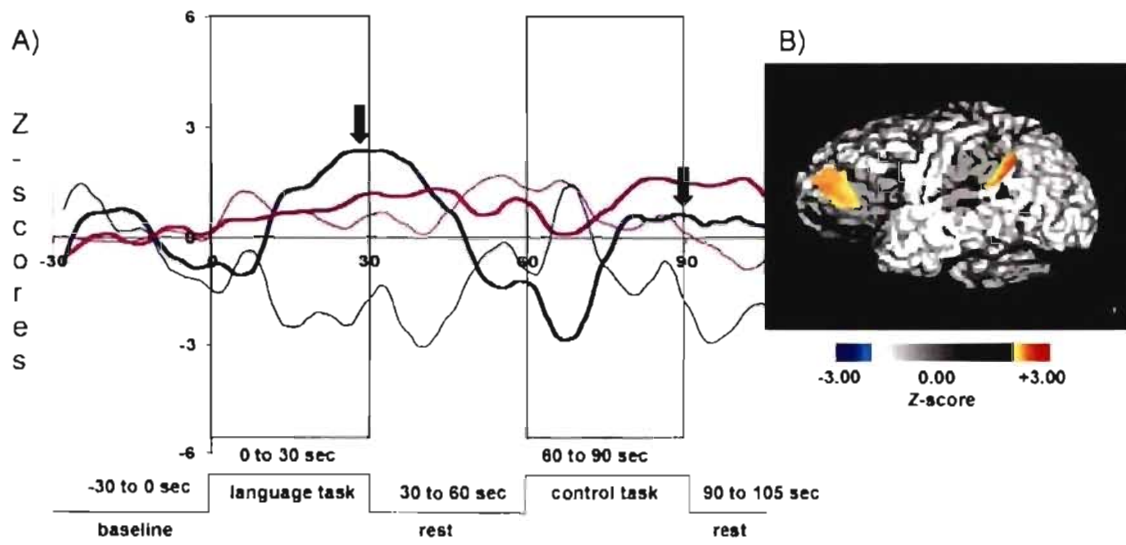 A)
B)
Z-scores
6
3
0
-3
-6
-30
30
60
90
0 to 30 sec
60 to 90 sec
-30 to 0 sec
language task
30 to 60 sec
control task
90 to 105 sec
baseline
rest
rest
-3.00
0.00
+3.00
Z-score